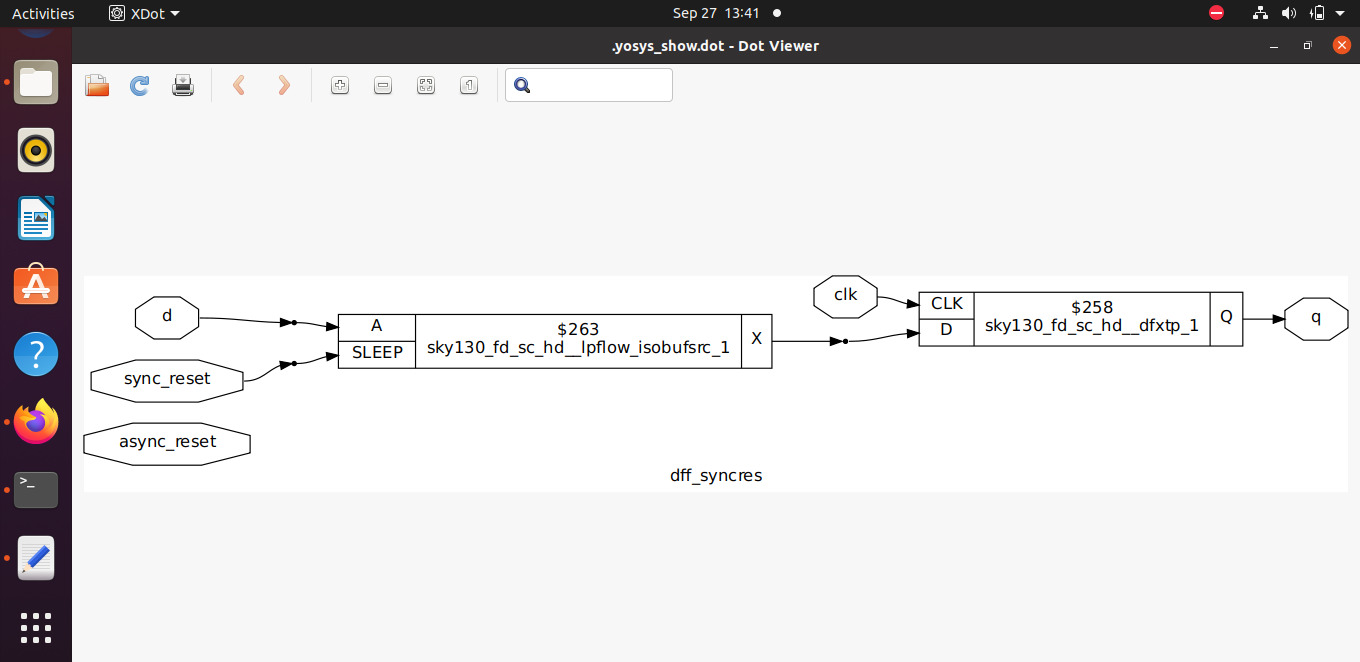 Activities
XDot
Sep 27 13:41
.yosys_show.dot - Dot Viewer
1
d
sync_reset
async_reset
A
SLEEP
$263
sky130_fd_sc_hd__lpflow_isobufsrc_1
X
clk
CLK
D
$258
sky130_fd_sc_hd__dfxtp_1
Q
q
dff_syncres